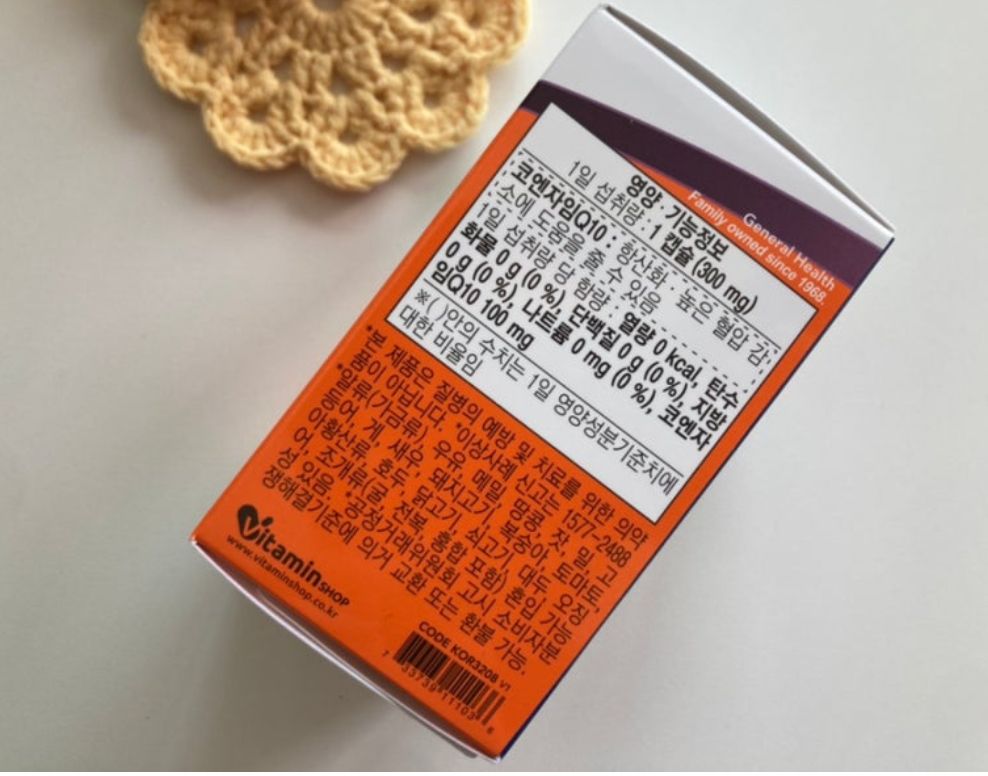 General Health
Family owned since 1968.
영양·기능정보
1일 섭취량 : 1 캡슐 (300 mg)
코엔자임Q10 : 항산화·높은 혈압 감
소에 도움을 줄 수 있음
1일 섭취량 당 함량 : 열량 0 kcal, 탄수
화물 0 g (0 %), 단백질 0 g (0 %), 지방
0 g (0 %), 나트륨 0 mg (0 %), 코엔자
임Q10 100 mg
※( )안의 수치는 1일 영양성분기준치에
대한 비율임
*본 제품은 질병의 예방 및 치료를 위한 의약
품이 아닙니다. *이상사례 신고는 1577-2488
*알류(가금류), 우유, 메밀, 땅콩, 잣, 밀, 고
등어, 게, 새우, 돼지고기, 복숭아, 토마토,
아황산류, 호두, 닭고기, 쇠고기, 대두, 오징
어, 조개류(굴, 전복, 홍합 포함) 혼입 가능
성 있음. *공정거래위원회 고시 소비자분
쟁해결기준에 의거 교환 또는 환불 가능.
Vitamin SHOP
www.vitaminshop.co.kr
CODE KOR3208 V1